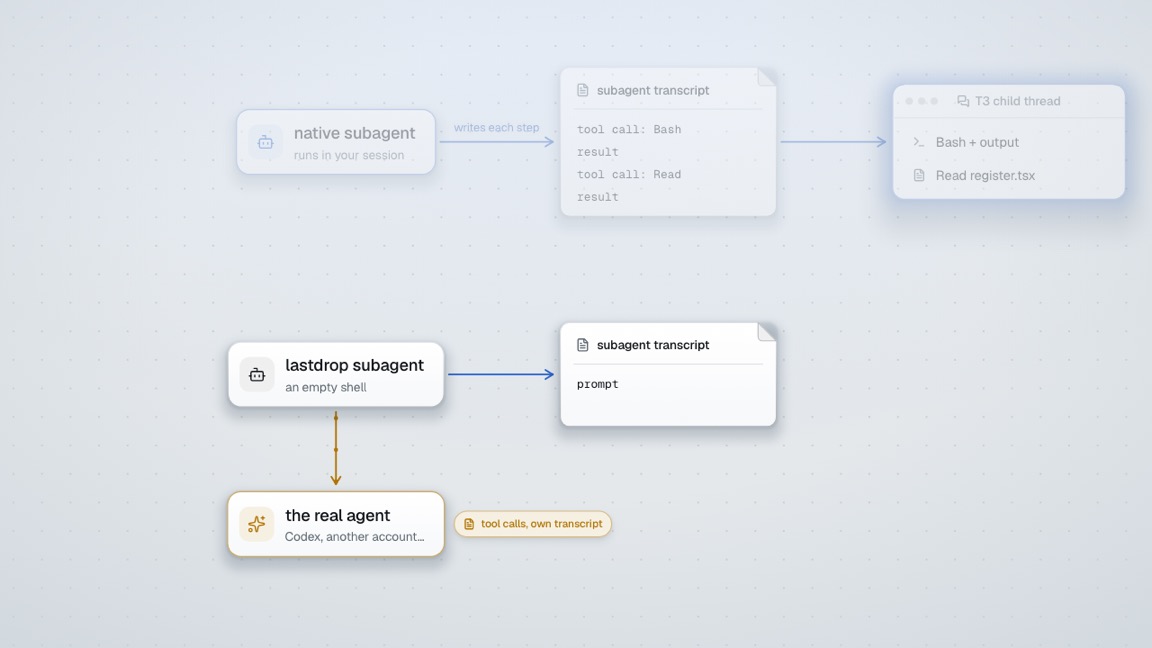 native subagent
runs in your session
writes each step
subagent transcript
tool call: Bash
result
tool call: Read
result
T3 child thread
Bash + output
Read register.tsx
lastdrop subagent
an empty shell
subagent transcript
prompt
the real agent
Codex, another account...
tool calls, own transcript